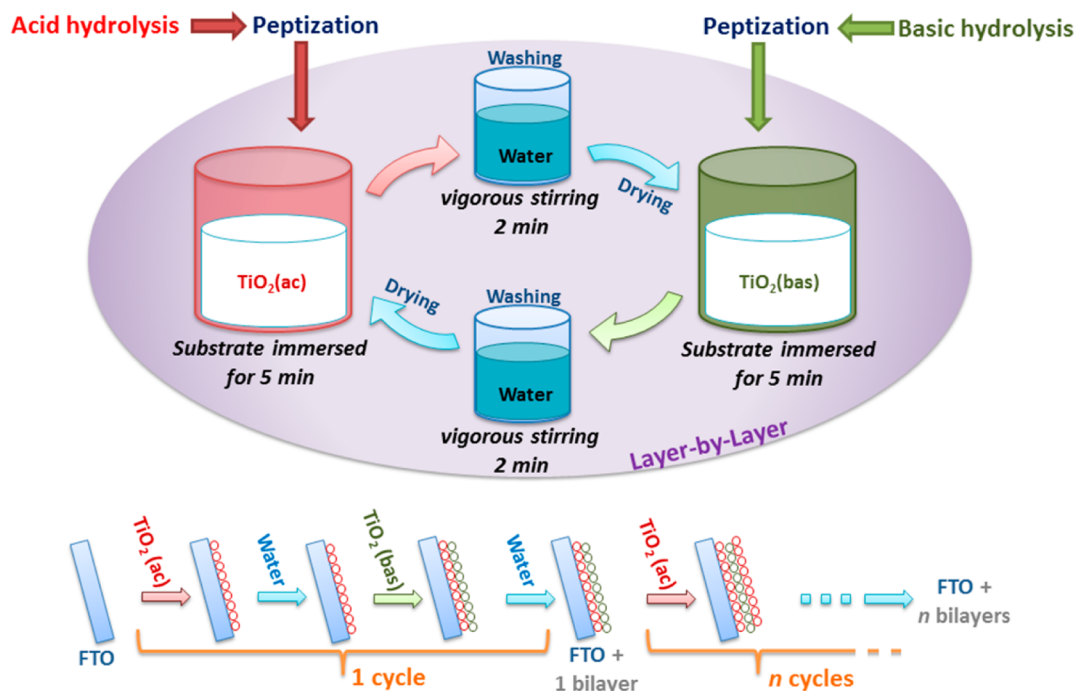 Acid hydrolysis
Peptization
Peptization
Basic hydrolysis
Washing
Water
vigorous stirring
2 min
Drying
TiO₂(ac)
Substrate immersed
for 5 min
TiO₂(bas)
Substrate immersed
for 5 min
Drying
Washing
Water
vigorous stirring
2 min
Layer-by-Layer
FTO
TiO₂ (ac)
Water
TiO₂ (bas)
Water
TiO₂ (ac)
1 cycle
FTO +
1 bilayer
n cycles
FTO +
n bilayers